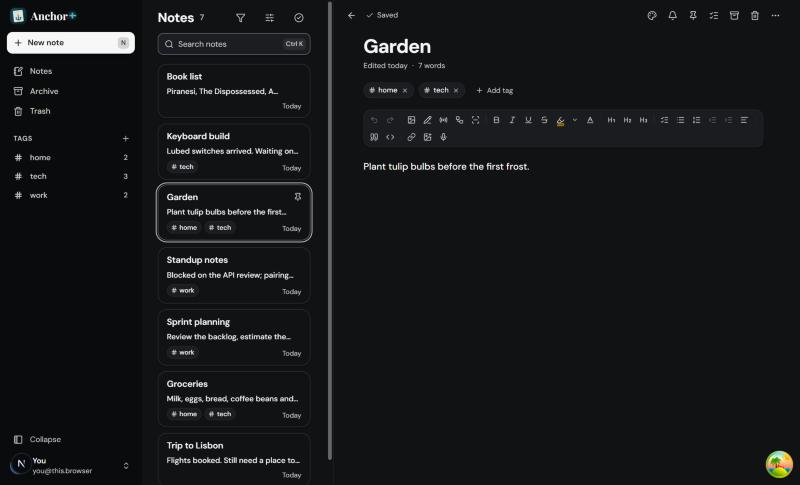 Anchor+
New note
N
Notes
Archive
Trash
TAGS
# home 2
# tech 3
# work 2
Collapse
N
You
you@this.browser
Notes 7
Search notes
Ctrl K
Book list
Piranesi, The Dispossessed, A...
Today
Keyboard build
Lubed switches arrived. Waiting on...
# tech
Today
Garden
Plant tulip bulbs before the first...
# home # tech
Today
Standup notes
Blocked on the API review; pairing...
# work
Today
Sprint planning
Review the backlog, estimate the...
# work
Today
Groceries
Milk, eggs, bread, coffee beans and...
# home # tech
Today
Trip to Lisbon
Flights booked. Still need a place to...
Today
Saved
Garden
Edited today · 7 words
# home × # tech × + Add tag
B I U S A H1 H2 H3
Plant tulip bulbs before the first frost.